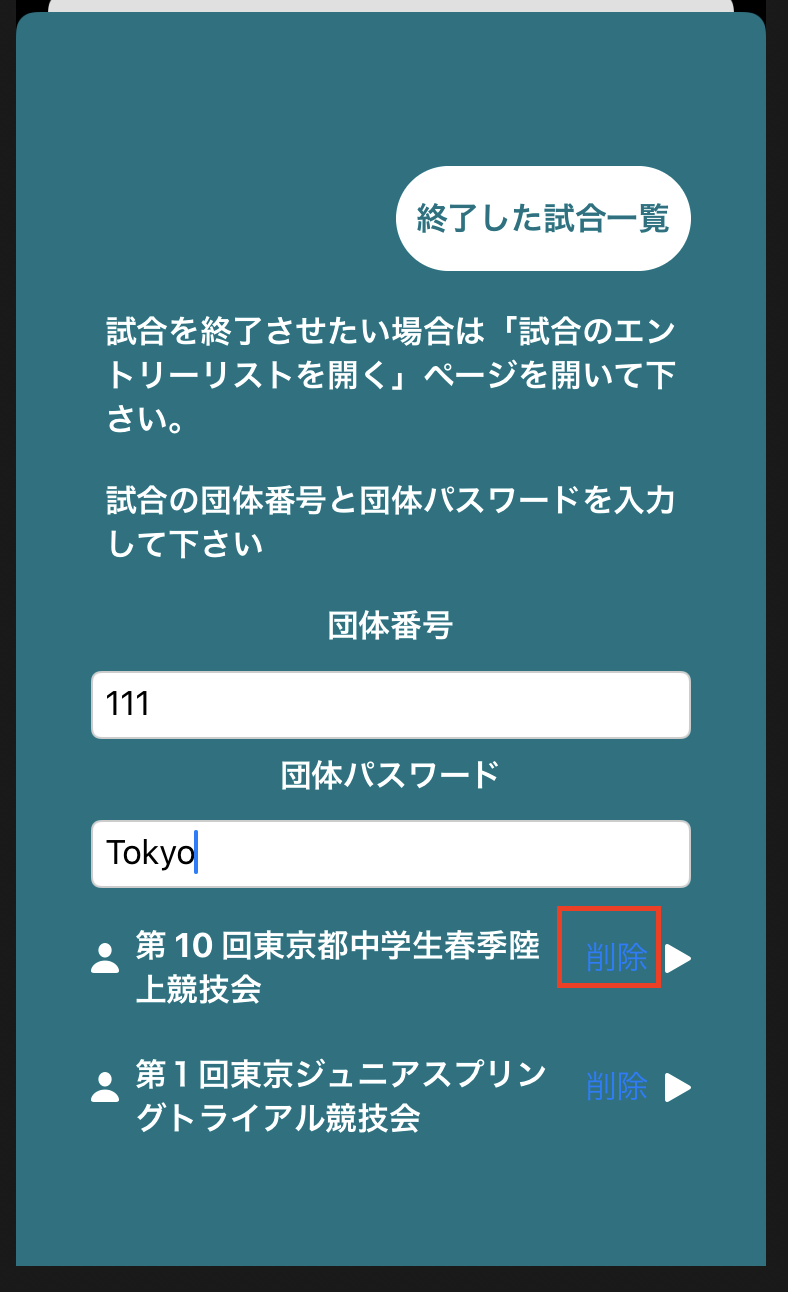 終了した試合一覧
試合を終了させたい場合は「試合のエン
トリーリストを開く」ページを開いて下
さい。
試合の団体番号と団体パスワードを入力
して下さい
団体番号
111
団体パスワード
Tokyo
第 10 回東京都中学生春季陸
上競技会
削除
第 1 回東京ジュニアスプリン
グトライアル競技会
削除